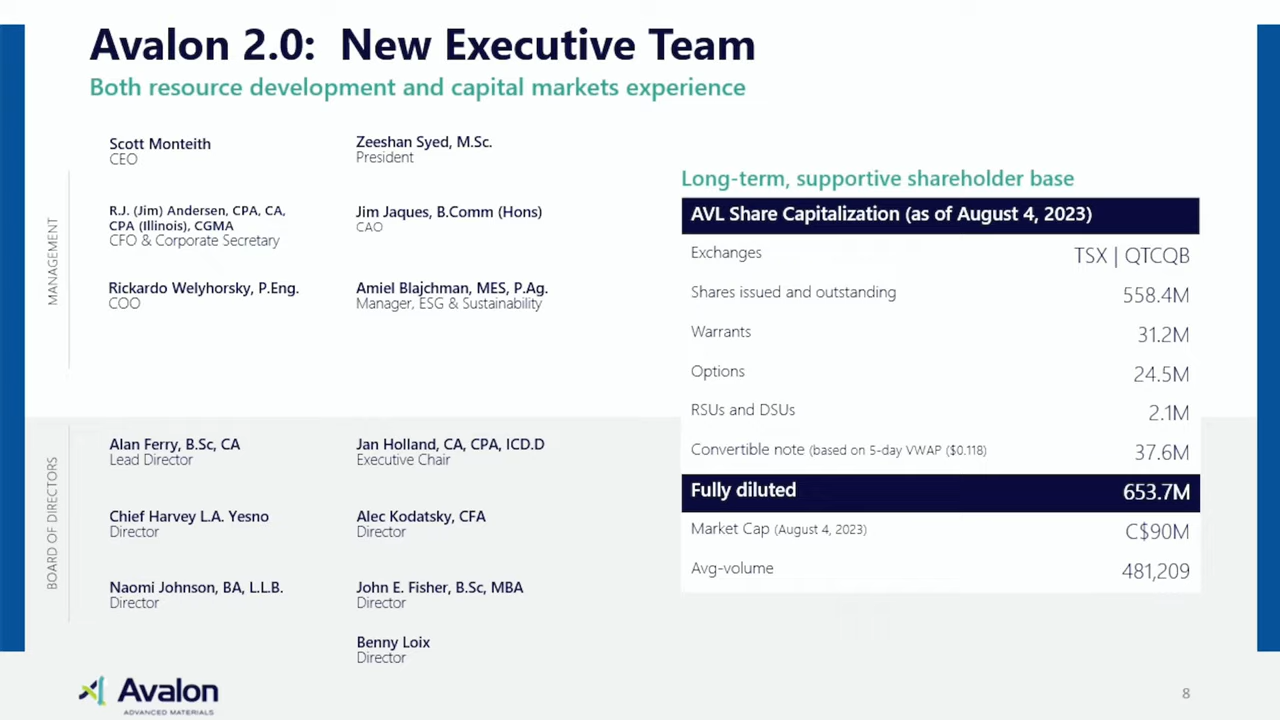 Avalon 2.0: New Executive Team
Both resource development and capital markets experience
MANAGEMENT
Scott Monteith
CEO
Zeeshan Syed, M.Sc.
President
R.J. (Jim) Andersen, CPA, CA,
CPA (Illinois), CGMA
CFO & Corporate Secretary
Jim Jaques, B.Comm (Hons)
CAO
Rickardo Welyhorsky, P.Eng.
COO
Amiel Blajchman, MES, P.Ag.
Manager, ESG & Sustainability
BOARD OF DIRECTORS
Alan Ferry, B.Sc, CA
Lead Director
Jan Holland, CA, CPA, ICD.D
Executive Chair
Chief Harvey L.A. Yesno
Director
Alec Kodatsky, CFA
Director
Naomi Johnson, BA, L.L.B.
Director
John E. Fisher, B.Sc, MBA
Director
Benny Loix
Director
Long-term, supportive shareholder base
AVL Share Capitalization (as of August 4, 2023)
Exchanges TSX | QTCQB
Shares issued and outstanding 558.4M
Warrants 31.2M
Options 24.5M
RSUs and DSUs 2.1M
Convertible note (based on 5-day VWAP ($0.118) 37.6M
Fully diluted 653.7M
Market Cap (August 4, 2023) C$90M
Avg-volume 481,209
Avalon
ADVANCED MATERIALS
8